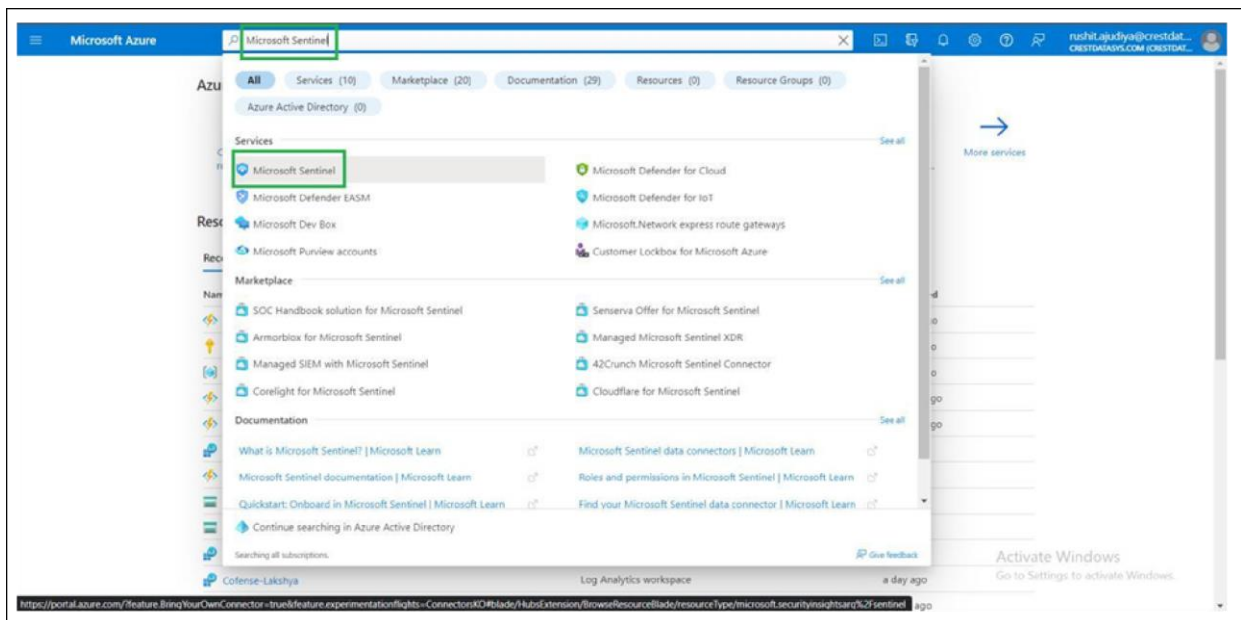 Microsoft Azure
Microsoft Sentinel
rushit.ajudiya@crestdat...
CRESTDATASYS.COM (CRESTDAT...
Azu
All Services (10) Marketplace (20) Documentation (29) Resources (0) Resource Groups (0)
Azure Active Directory (0)
Services See all
More services
Microsoft Sentinel Microsoft Defender for Cloud
Microsoft Defender EASM Microsoft Defender for IoT
Reso
Microsoft Dev Box Microsoft.Network express route gateways
Rece
Microsoft Purview accounts Customer Lockbox for Microsoft Azure
Marketplace See all
Nam
SOC Handbook solution for Microsoft Sentinel Senserva Offer for Microsoft Sentinel
Armorblox for Microsoft Sentinel Managed Microsoft Sentinel XDR
Managed SIEM with Microsoft Sentinel 42Crunch Microsoft Sentinel Connector
Corelight for Microsoft Sentinel Cloudflare for Microsoft Sentinel
go
Documentation See all
go
What is Microsoft Sentinel? | Microsoft Learn Microsoft Sentinel data connectors | Microsoft Learn
Microsoft Sentinel documentation | Microsoft Learn Roles and permissions in Microsoft Sentinel | Microsoft Learn
Quickstart: Onboard in Microsoft Sentinel | Microsoft Learn Find your Microsoft Sentinel data connector | Microsoft Learn
Continue searching in Azure Active Directory
Searching all subscriptions. Give feedback
Activate Windows
Go to Settings to activate Windows.
Cofense-Lakshya Log Analytics workspace a day ago
https://portal.azure.com/?feature.BringYourOwnConnector=true&feature.experimentationflights=ConnectorsKO#blade/HubsExtension/BrowseResourceBlade/resourceType/microsoft.securityinsightsarg%2Fsentinel ago